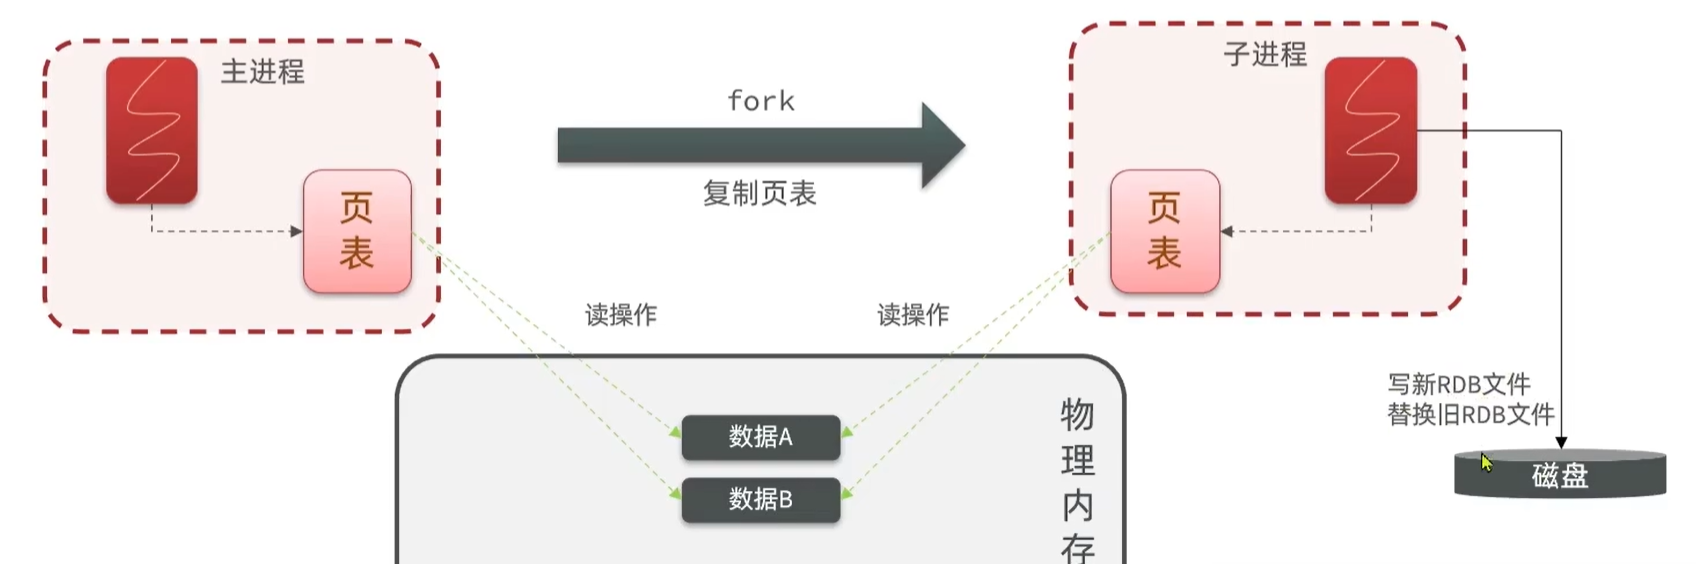 主进程
子进程
fork
复制页表
页
表
页
表
读操作
读操作
写新RDB文件
替换旧RDB文件
数据A
数据B
物
理
内
存
磁盘